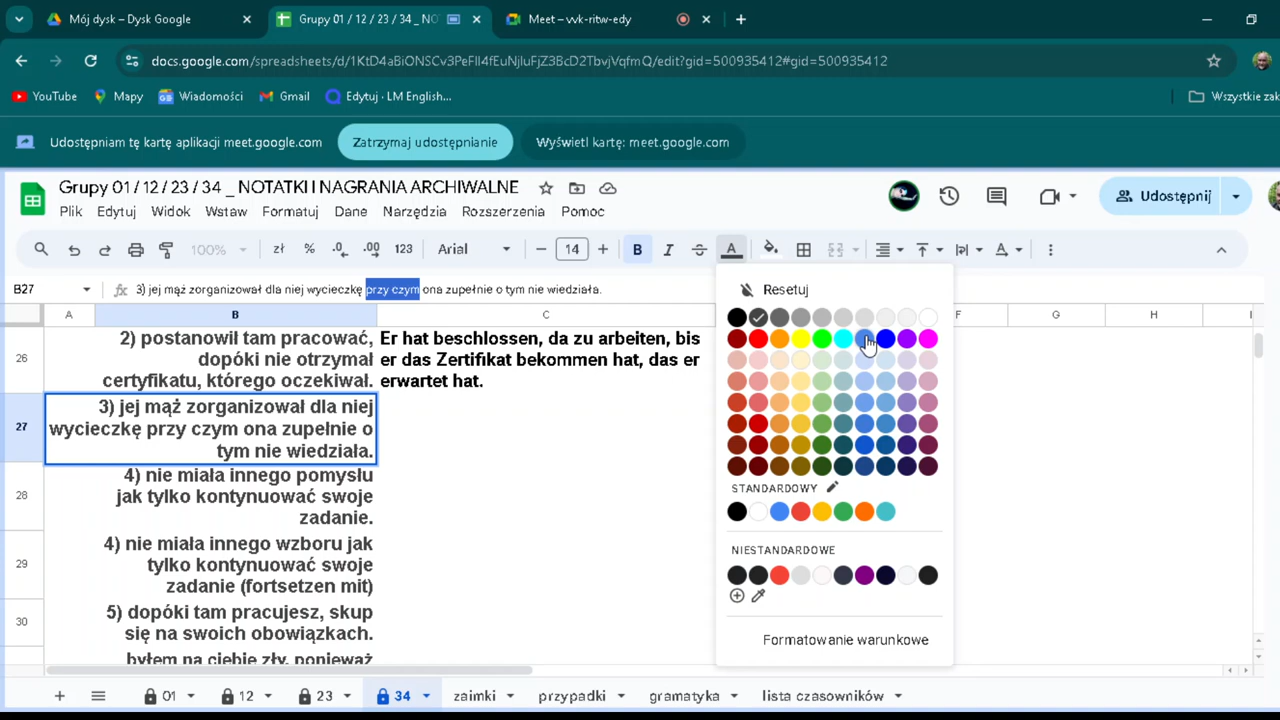 Mój dysk – Dysk Google
Grupy 01 / 12 / 23 / 34 _ NO
Meet – vvk-ritw-edy
docs.google.com/spreadsheets/d/1KtD4aBiONSCv3PeFII4fEuNjIuFjZ3BcD2TbvjVqfmQ/edit?gid=500935412#gid=500935412
YouTube
Mapy
Wiadomości
Gmail
Edytuj ‹ LM English...
Wszystkie zak
Udostępniam tę kartę aplikacji meet.google.com
Zatrzymaj udostępnianie
Wyświetl kartę: meet.google.com
Grupy 01 / 12 / 23 / 34 _ NOTATKI I NAGRANIA ARCHIWALNE
Plik Edytuj Widok Wstaw Formatuj Dane Narzędzia Rozszerzenia Pomoc
Udostępnij
100% zł % .0 .00 123 Arial 14 B I S A
B27
3) jej mąż zorganizował dla niej wycieczkę przy czym ona zupełnie o tym nie wiedziała.
A B C F G H I
26
2) postanowił tam pracować,
dopóki nie otrzymał
certyfikatu, którego oczekiwał.
Er hat beschlossen, da zu arbeiten, bis
er das Zertifikat bekommen hat, das er
erwartet hat.
27
3) jej mąż zorganizował dla niej
wycieczkę przy czym ona zupełnie o
tym nie wiedziała.
28
4) nie miała innego pomysłu
jak tylko kontynuować swoje
zadanie.
29
4) nie miała innego wzoru jak
tylko kontynuować swoje
zadanie (fortsetzen mit)
30
5) dopóki tam pracujesz, skup
się na swoich obowiązkach.
byłem na ciebie zły, ponieważ
Resetuj
STANDARDOWY
NIESTANDARDOWE
Formatowanie warunkowe
01 12 23 34 zaimki przypadki gramatyka lista czasowników